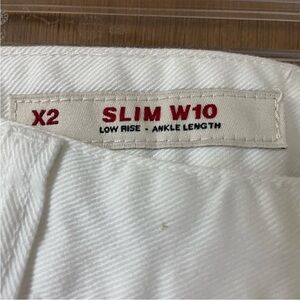 X2 SLIM W10
LOW RISE - ANKLE LENGTH